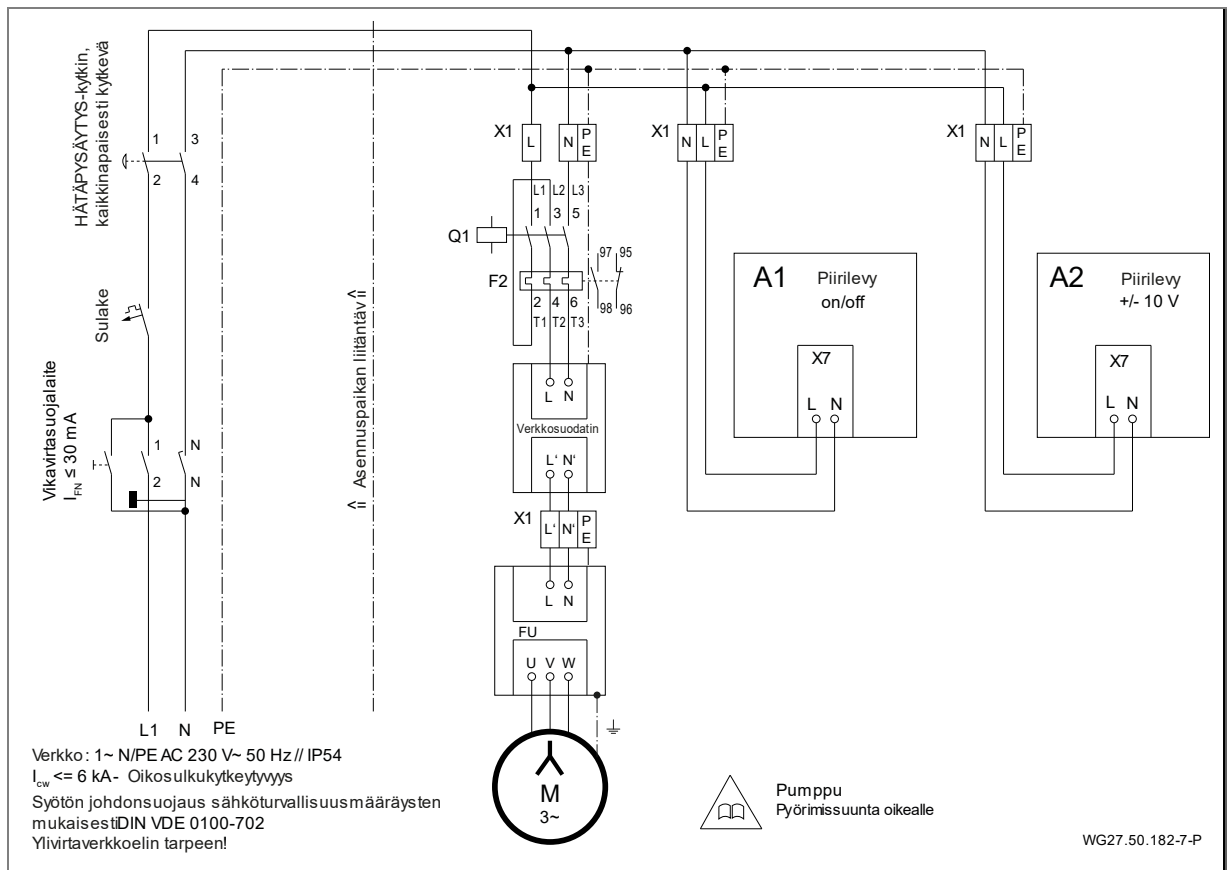 HÄTÄPYSÄYTYS-kytkin,
kaikkinapaisesti kytkevä
1
3
2
4
Sulake
Vikavirtasuojalaite
I_FN ≤ 30 mA
1
N
2
N
L1
N
PE
< ıı Asennuspaikan liitäntäv ıı >
X1
L
N
PE
X1
N
L
PE
X1
N
L
PE
L1
L2
L3
1
3
5
Q1
F2
97
95
98
96
2
4
6
T1
T2
T3
L
N
Verkkosuodatin
L‘
N‘
X1
L‘
N‘
PE
L
N
FU
U
V
W
M
3~
A1
Piirilevy
on/off
X7
L
N
A2
Piirilevy
+/- 10 V
X7
L
N
Verkko: 1~ N/PE AC 230 V~ 50 Hz // IP54
I_cw <= 6 kA - Oikosulkukytkeytyvyys
Syötön johdonsuojaus sähköturvallisuusmääräysten
mukaisestiDIN VDE 0100-702
Ylivirtaverkkoelin tarpeen!
Pumppu
Pyörimissuunta oikealle
WG27.50.182-7-P